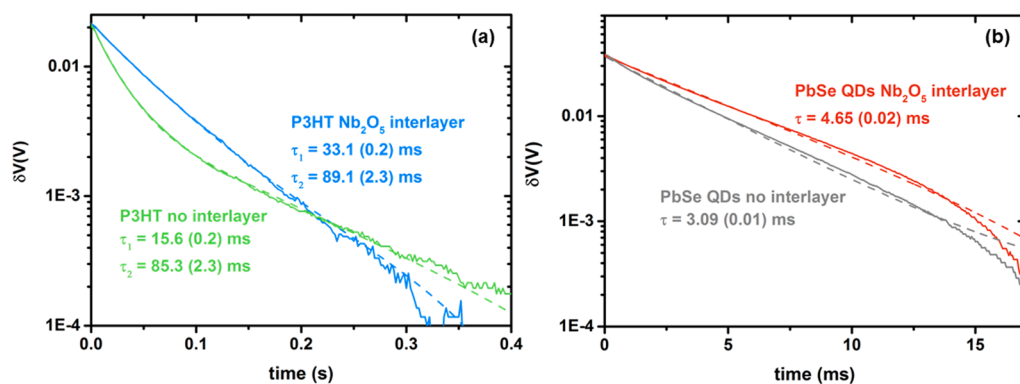 (a)
0.01
1E-3
1E-4
δV(V)
P3HT Nb₂O₅ interlayer
τ₁ = 33.1 (0.2) ms
τ₂ = 89.1 (2.3) ms
P3HT no interlayer
τ₁ = 15.6 (0.2) ms
τ₂ = 85.3 (2.3) ms
0.0 0.1 0.2 0.3 0.4
time (s)
(b)
0.01
1E-3
1E-4
δV(V)
PbSe QDs Nb₂O₅ interlayer
τ = 4.65 (0.02) ms
PbSe QDs no interlayer
τ = 3.09 (0.01) ms
0 5 10 15
time (ms)